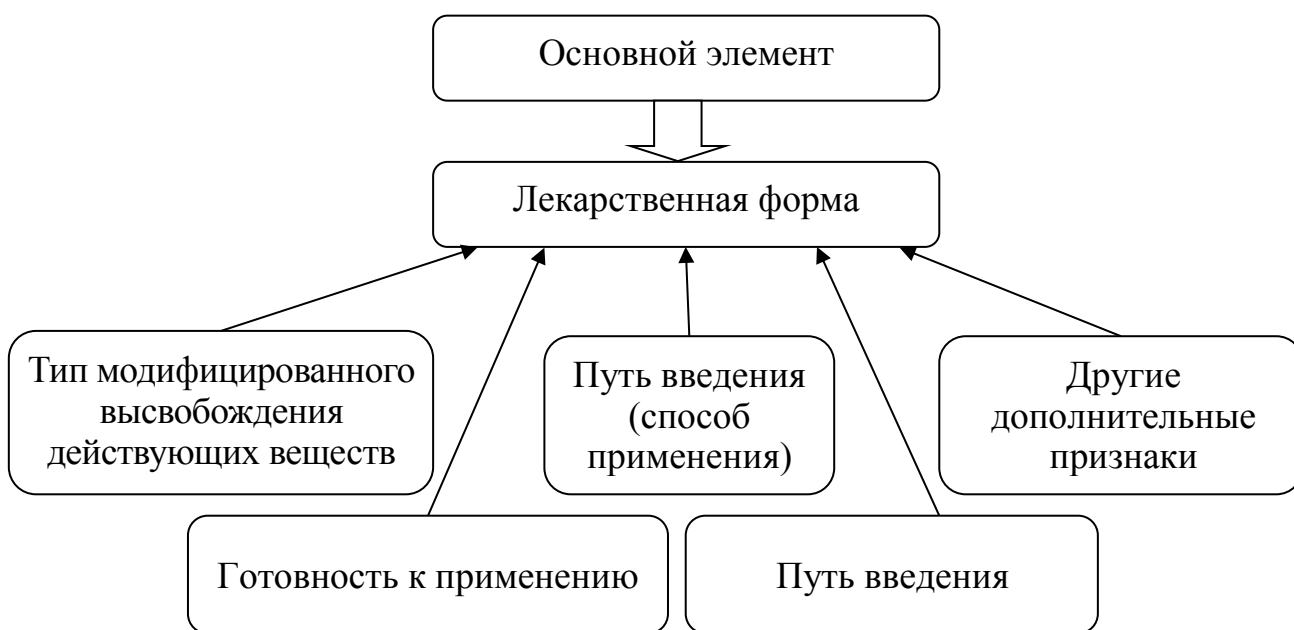 Основной элемент
Лекарственная форма
Тип модифицированного
высвобождения
действующих веществ
Путь введения
(способ
применения)
Другие
дополнительные
признаки
Готовность к применению
Путь введения